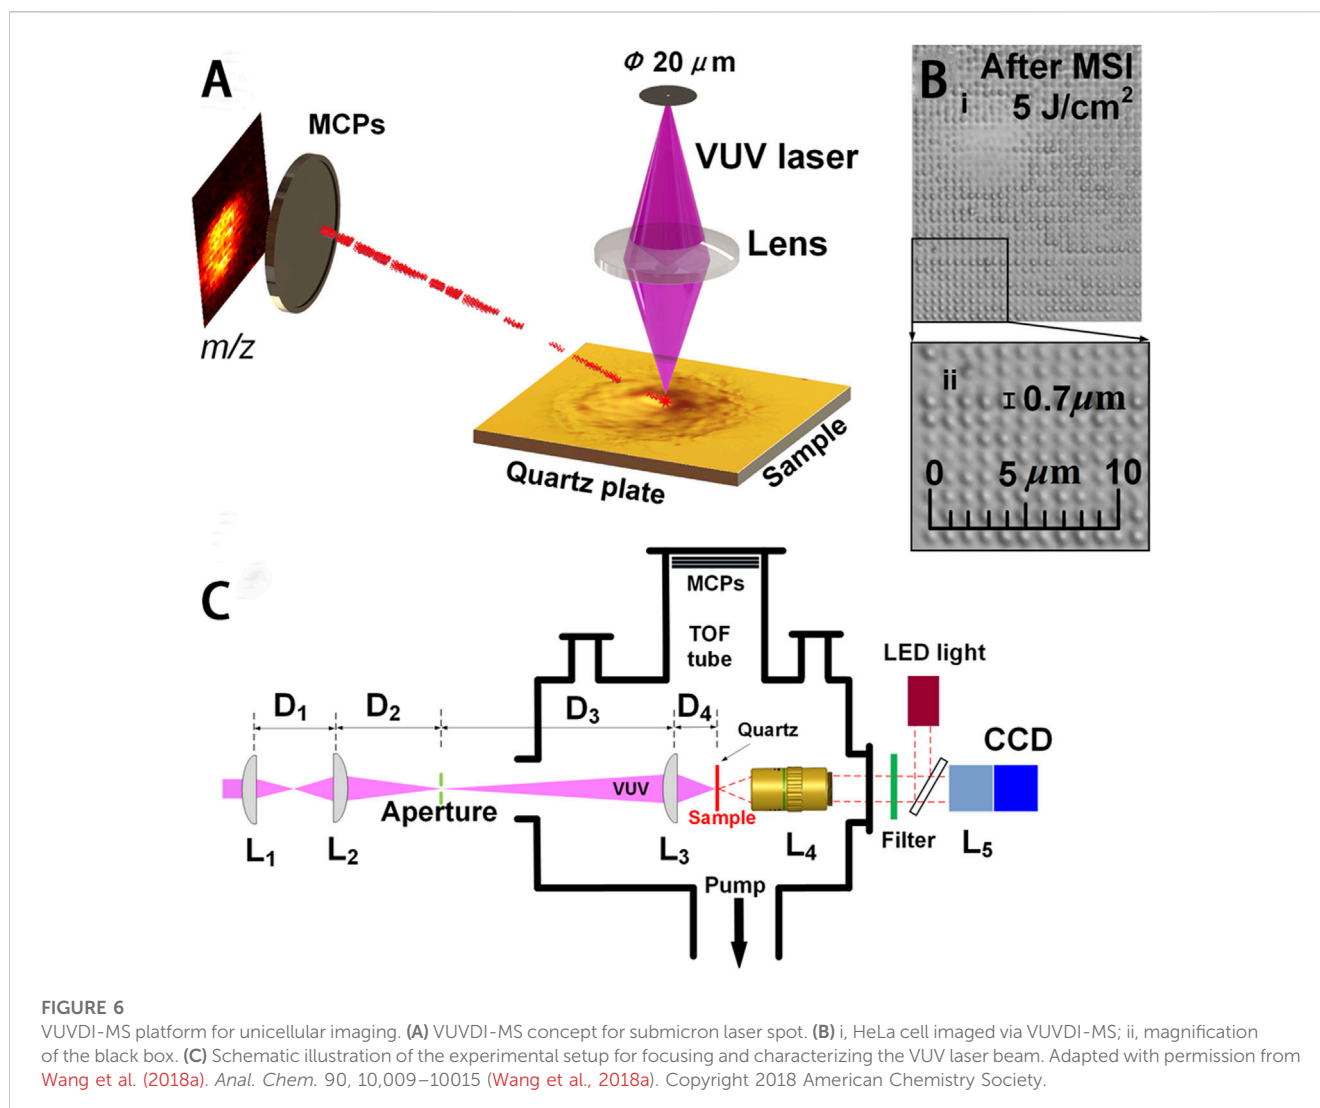 A
MCPs
m/z
Φ 20 μm
VUV laser
Lens
Quartz plate
Sample
B
After MSI
i
5 J/cm²
ii
0.7μm
0 5 μm 10
C
MCPs
TOF
tube
LED light
D₁ D₂ D₃ D₄
Quartz
CCD
VUV
Aperture
Sample
L₁ L₂ L₃ L₄ Filter L₅
Pump
FIGURE 6
VUVDI-MS platform for unicellular imaging. (A) VUVDI-MS concept for submicron laser spot. (B) i, HeLa cell imaged via VUVDI-MS; ii, magnification
of the black box. (C) Schematic illustration of the experimental setup for focusing and characterizing the VUV laser beam. Adapted with permission from
Wang et al. (2018a). Anal. Chem. 90, 10,009–10015 (Wang et al., 2018a). Copyright 2018 American Chemistry Society.